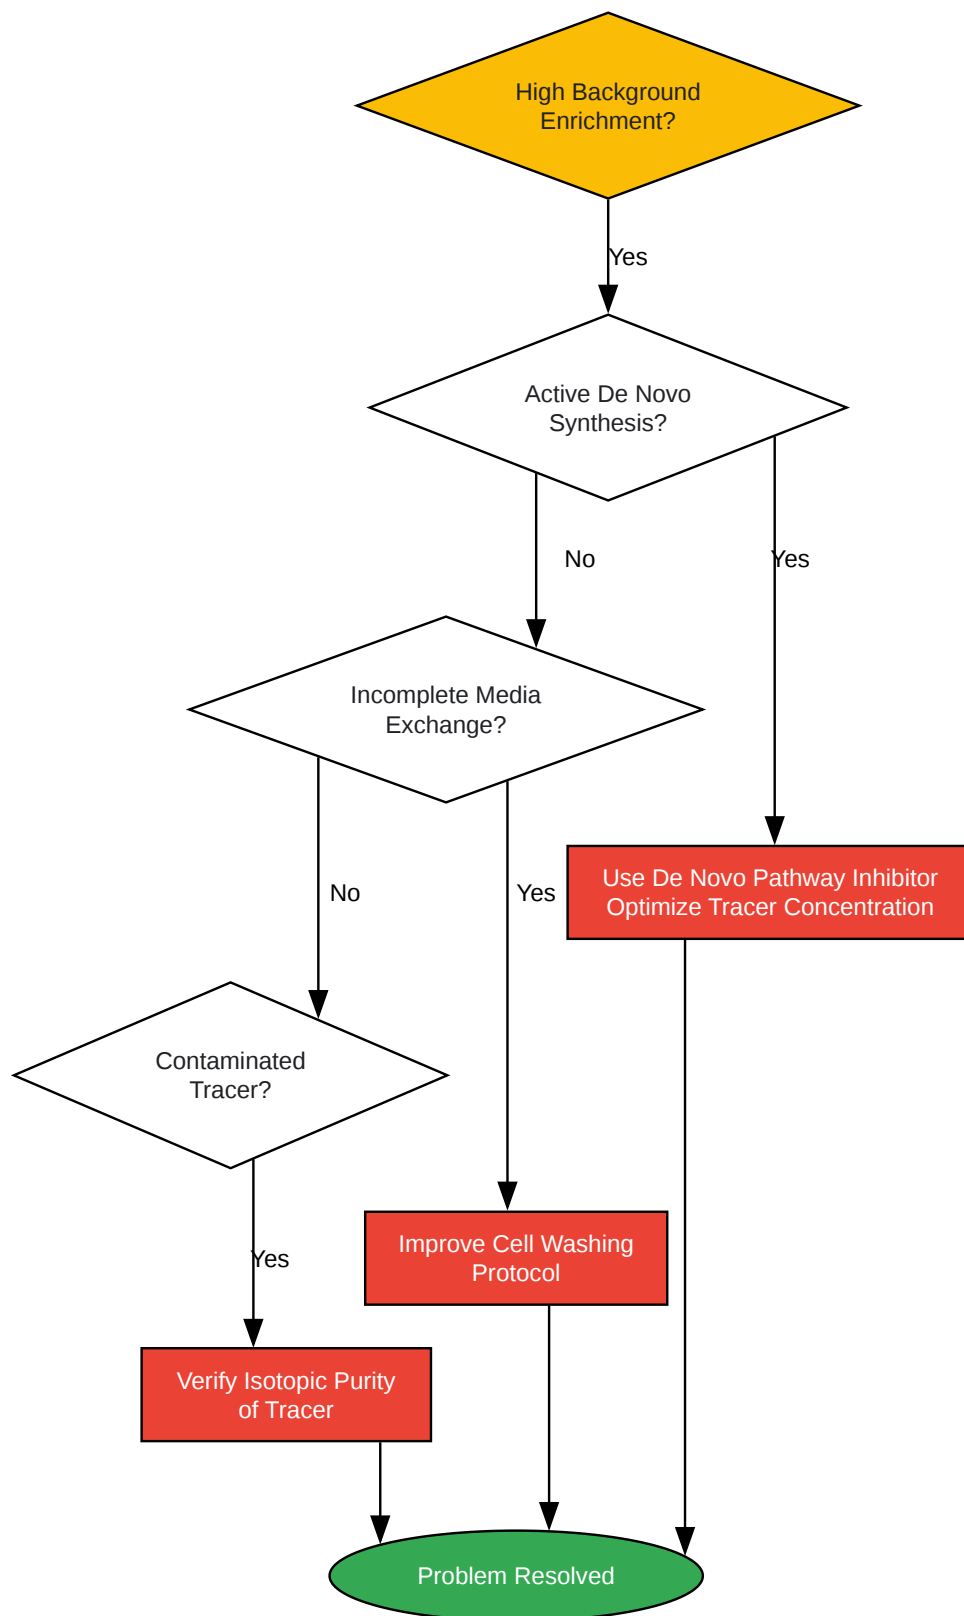 High Background
Enrichment?
Yes
Active De Novo
Synthesis?
No
Yes
Incomplete Media
Exchange?
No
Yes
Use De Novo Pathway Inhibitor
Optimize Tracer Concentration
Contaminated
Tracer?
Yes
Improve Cell Washing
Protocol
Verify Isotopic Purity
of Tracer
Problem Resolved